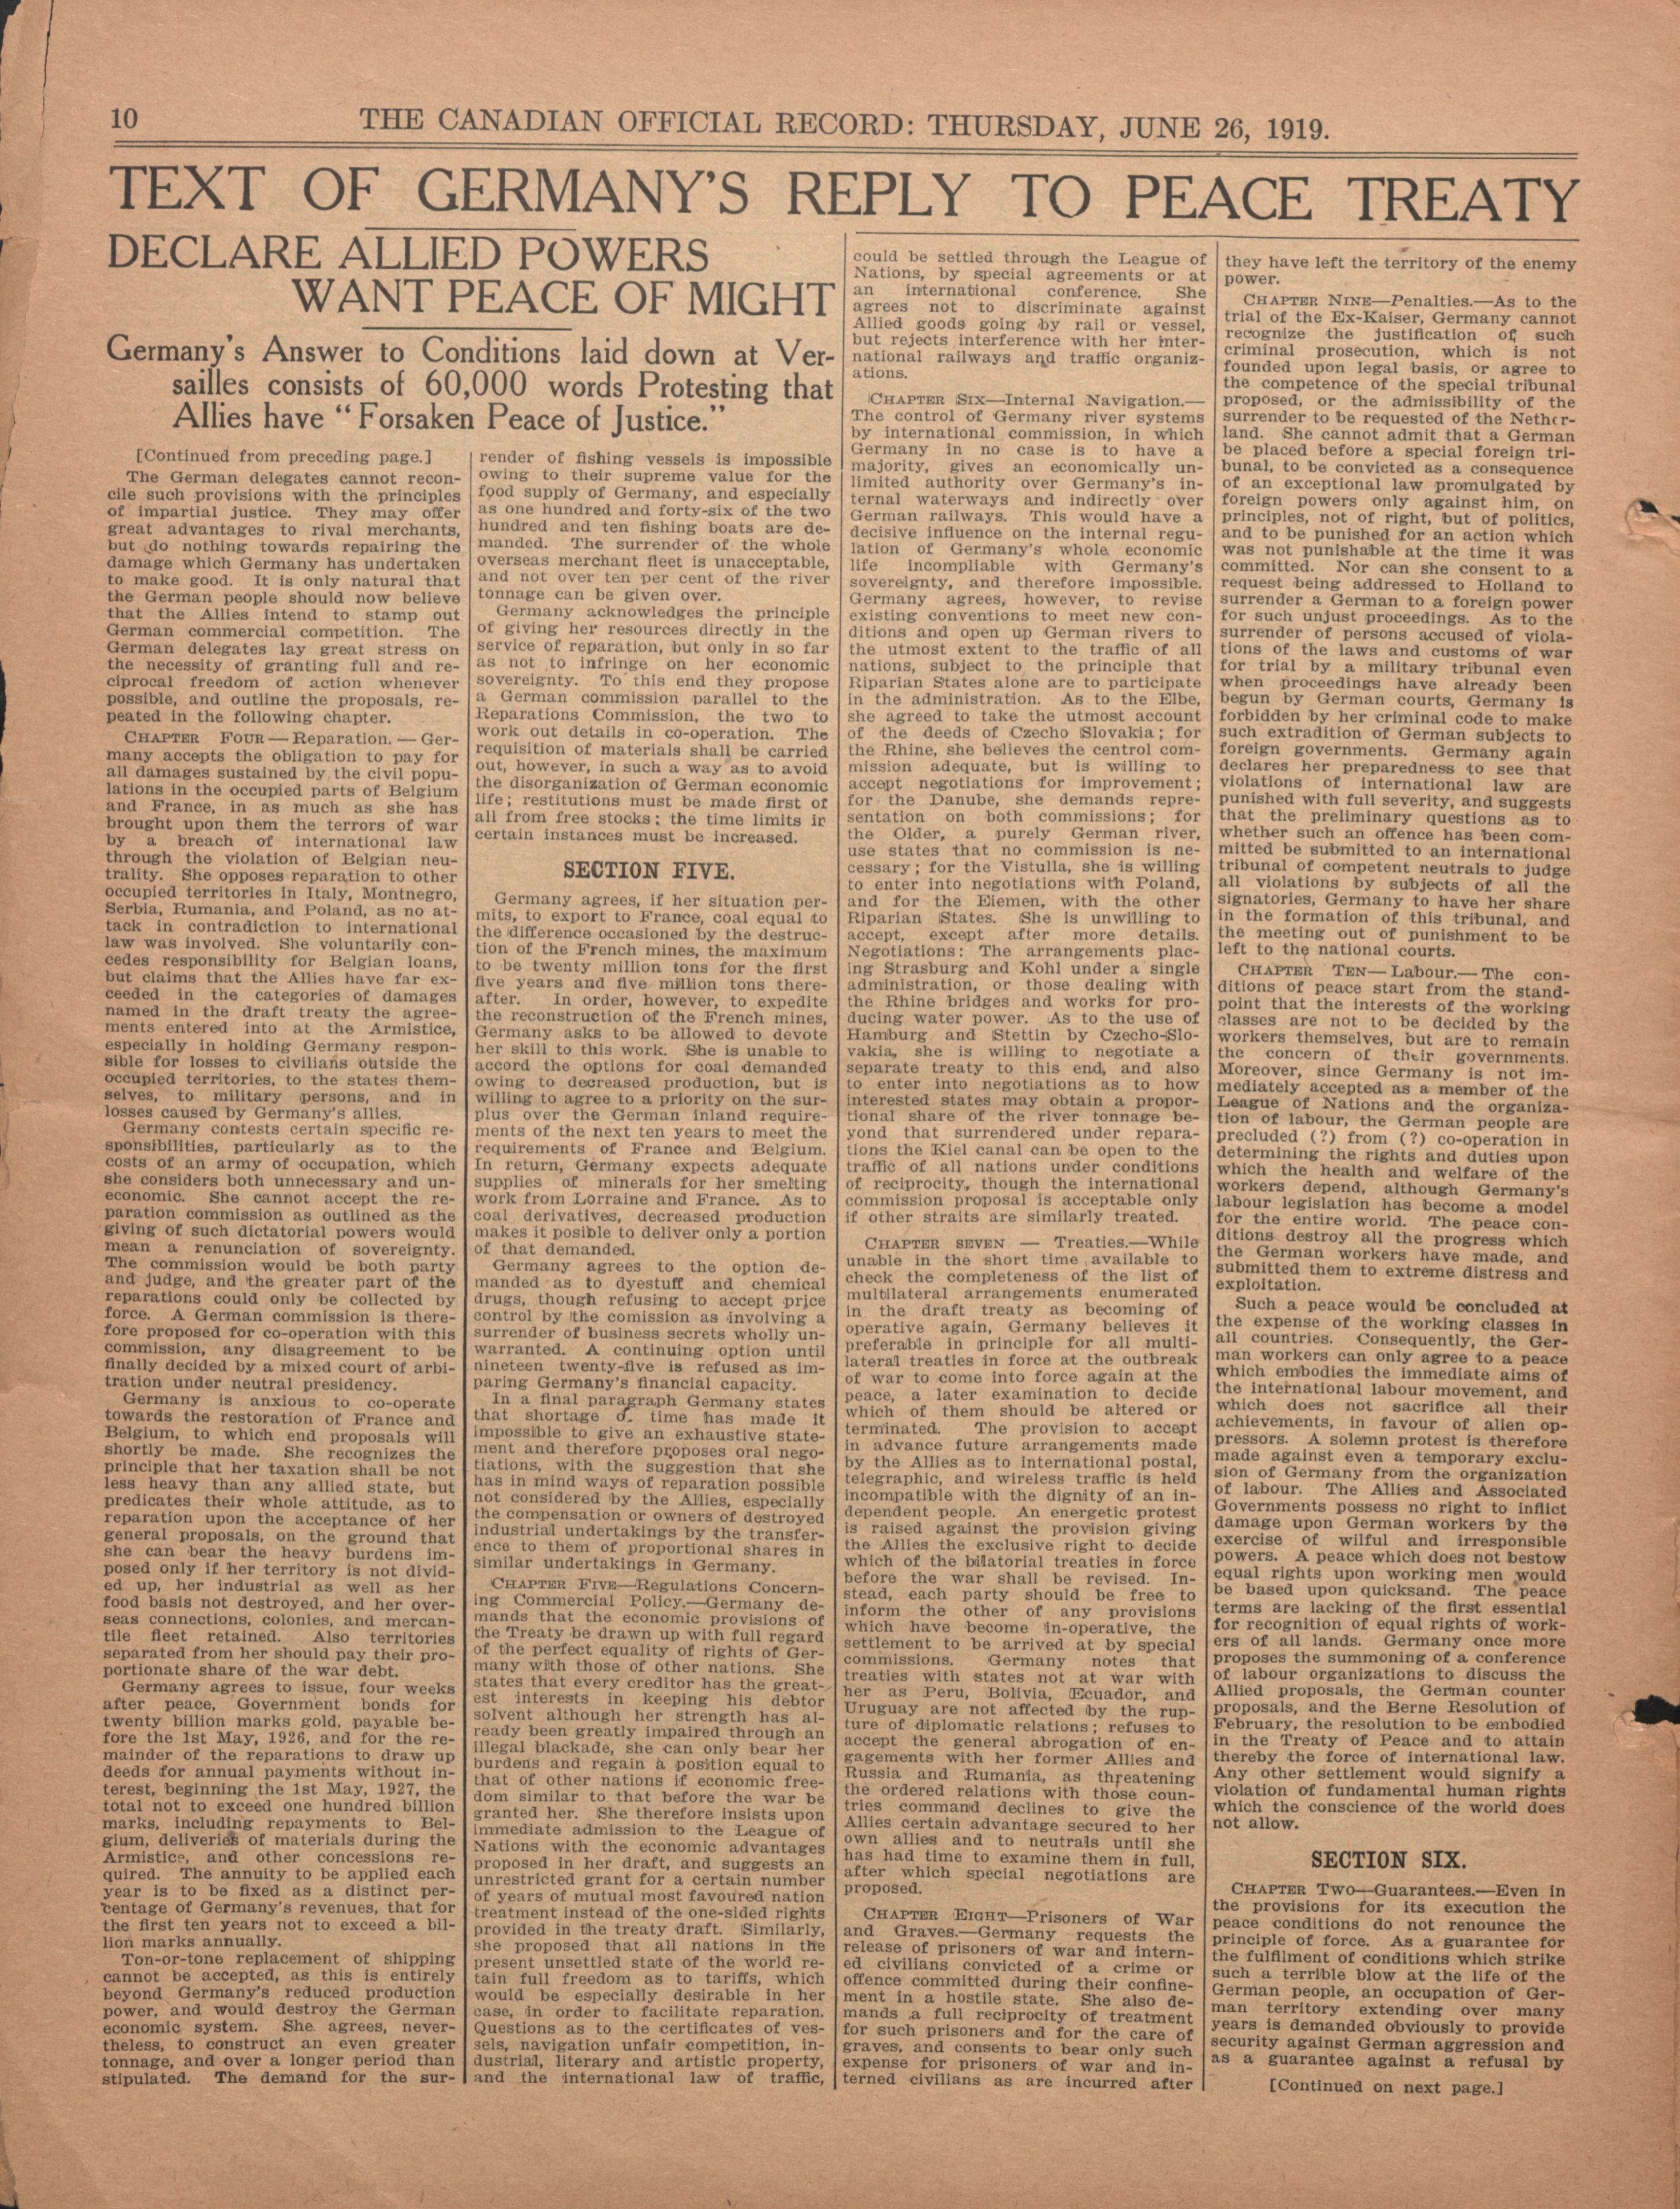 10
THE CANADIAN OFFICIAL RECORD: THURSDAY, JUNE 26, 1919.
TEXT OF GERMANY'S REPLY TO PEACE TREATY
DECLARE ALLIED POWERS
WANT PEACE OF MIGHT
Germany's Answer to Conditions laid down at Ver-
sailles consists of 60,000 words Protesting that
Allies have "Forsaken Peace of Justice."
[Continued from preceding page.]
The German delegates cannot recon-
cile such provisions with the principles
of impartial justice. They may offer
great advantages to rival merchants,
but do nothing towards repairing the
damage which Germany has undertaken
to make good. It is only natural that
the German people should now believe
that the Allies intend to stamp out
German commercial competition. The
German delegates lay great stress on
the necessity of granting full and re-
ciprocal freedom of action whenever
possible, and outline the proposals, re-
peated in the following chapter.
CHAPTER FOUR—Reparation.—Ger-
many accepts the obligation to pay for
all damages sustained by the civil popu-
lations in the occupied parts of Belgium
and France, in as much as she has
brought upon them the terrors of war
by a breach of international law
through the violation of Belgian neu-
trality. She opposes reparation to other
occupied territories in Italy, Montnegro,
Serbia, Rumania, and Poland, as no at-
tack in contradiction to international
law was involved. She voluntarily con-
cedes responsibility for Belgian loans,
but claims that the Allies have far ex-
ceeded in the categories of damages
named in the draft treaty the agree-
ments entered into at the Armistice,
especially in holding Germany respon-
sible for losses to civilians outside the
occupied territories, to the states them-
selves, to military persons, and in
losses caused by Germany's allies.
Germany contests certain specific re-
sponsibilities, particularly as to the
costs of an army of occupation, which
she considers both unnecessary and un-
economic. She cannot accept the re-
paration commission as outlined as the
giving of such dictatorial powers would
mean a renunciation of sovereignty.
The commission would be both party
and judge, and the greater part of the
reparations could only be collected by
force. A German commission is there-
fore proposed for co-operation with this
commission, any disagreement to be
finally decided by a mixed court of arbi-
tration under neutral presidency.
Germany is anxious to co-operate
towards the restoration of France and
Belgium, to which end proposals will
shortly be made. She recognizes the
principle that her taxation shall be not
less heavy than any allied state, but
predicates their whole attitude, as to
reparation upon the acceptance of her
general proposals, on the ground that
she can bear the heavy burdens im-
posed only if her territory is not divid-
ed up, her industrial as well as her
food basis not destroyed, and her over-
seas connections, colonies, and mercan-
tile fleet retained. Also territories
separated from her should pay their pro-
portionate share of the war debt.
Germany agrees to issue, four weeks
after peace, Government bonds for
twenty billion marks gold, payable be-
fore the 1st May, 1926, and for the re-
mainder of the reparations to draw up
deeds for annual payments without in-
terest, beginning the 1st May, 1927, the
total not to exceed one hundred billion
marks, including repayments to Bel-
gium, deliveries of materials during the
Armistice, and other concessions re-
quired. The annuity to be applied each
year is to be fixed as a distinct per-
centage of Germany's revenues, that for
the first ten years not to exceed a bil-
lion marks annually.
Ton-or-tone replacement of shipping
cannot be accepted, as this is entirely
beyond Germany's reduced production
power, and would destroy the German
economic system. She agrees, never-
theless, to construct an even greater
tonnage, and over a longer period than
stipulated. The demand for the sur-
render of fishing vessels is impossible
owing to their supreme value for the
food supply of Germany, and especially
as one hundred and forty-six of the two
hundred and ten fishing boats are de-
manded. The surrender of the whole
overseas merchant fleet is unacceptable,
and not over ten per cent of the river
tonnage can be given over.
Germany acknowledges the principle
of giving her resources directly in the
service of reparation, but only in so far
as not to infringe on her economic
sovereignty. To this end they propose
a German commission parallel to the
Reparations Commission, the two to
work out details in co-operation. The
requisition of materials shall be carried
out, however, in such a way as to avoid
the disorganization of German economic
life; restitutions must be made first of
all from free stocks; the time limits ir
certain instances must be increased.
SECTION FIVE.
Germany agrees, if her situation per-
mits, to export to France, coal equal to
the difference occasioned by the destruc-
tion of the French mines, the maximum
to be twenty million tons for the first
five years and five million tons there-
after. In order, however, to expedite
the reconstruction of the French mines,
Germany asks to be allowed to devote
her skill to this work. She is unable to
accord the options for coal demanded
owing to decreased production, but is
willing to agree to a priority on the sur-
plus over the German inland require-
ments of the next ten years to meet the
requirements of France and Belgium.
In return, Germany expects adequate
supplies of minerals for her smelting
work from Lorraine and France. As to
coal derivatives, decreased production
makes it posible to deliver only a portion
of that demanded.
Germany agrees to the option de-
manded as to dyestuff and chemical
drugs, though refusing to accept price
control by the comission as involving a
surrender of business secrets wholly un-
warranted. A continuing option until
nineteen twenty-five is refused as im-
paring Germany's financial capacity.
In a final paragraph Germany states
that shortage of time has made it
impossible to give an exhaustive state-
ment and therefore proposes oral nego-
tiations, with the suggestion that she
has in mind ways of reparation possible
not considered by the Allies, especially
the compensation or owners of destroyed
industrial undertakings by the transfer-
ence to them of proportional shares in
similar undertakings in Germany.
CHAPTER FIVE—Regulations Concern-
ing Commercial Policy.—Germany de-
mands that the economic provisions of
the Treaty be drawn up with full regard
of the perfect equality of rights of Ger-
many with those of other nations. She
states that every creditor has the great-
est interests in keeping his debtor
solvent although her strength has al-
ready been greatly impaired through an
illegal blackade, she can only bear her
burdens and regain a position equal to
that of other nations if economic free-
dom similar to that before the war be
granted her. She therefore insists upon
immediate admission to the League of
Nations with the economic advantages
proposed in her draft, and suggests an
unrestricted grant for a certain number
of years of mutual most favoured nation
treatment instead of the one-sided rights
provided in the treaty draft. Similarly,
she proposed that all nations in the
present unsettled state of the world re-
tain full freedom as to tariffs, which
would be especially desirable in her
case, in order to facilitate reparation.
Questions as to the certificates of ves-
sels, navigation unfair competition, in-
dustrial, literary and artistic property,
and the international law of traffic,
could be settled through the League of
Nations, by special agreements or at
an international conference. She
agrees not to discriminate against
Allied goods going by rail or vessel,
but rejects interference with her inter-
national railways and traffic organiz-
ations.
CHAPTER SIX—Internal Navigation.—
The control of Germany river systems
by international commission, in which
Germany in no case is to have a
majority, gives an economically un-
limited authority over Germany's in-
ternal waterways and indirectly over
German railways. This would have a
decisive influence on the internal regu-
lation of Germany's whole economic
life incompliable with Germany's
sovereignty, and therefore impossible.
Germany agrees, however, to revise
existing conventions to meet new con-
ditions and open up German rivers to
the utmost extent to the traffic of all
nations, subject to the principle that
Riparian States alone are to participate
in the administration. As to the Elbe,
she agreed to take the utmost account
of the deeds of Czecho Slovakia; for
the Rhine, she believes the control com-
mission adequate, but is willing to
accept negotiations for improvement;
for the Danube, she demands repre-
sentation on both commissions; for
the Older, a purely German river,
use states that no commission is ne-
cessary; for the Vistulla, she is willing
to enter into negotiations with Poland,
and for the Eiemen, with the other
Riparian States. She is unwilling to
accept, except after more details.
Negotiations: The arrangements plac-
ing Strasburg and Kohl under a single
administration, or those dealing with
the Rhine bridges and works for pro-
ducing water power. As to the use of
Hamburg and Stettin by Czecho-Slo-
vakia, she is willing to negotiate a
separate treaty to this end, and also
to enter into negotiations as to how
interested states may obtain a propor-
tional share of the river tonnage be-
yond that surrendered under repara-
tions the Kiel canal can be open to the
traffic of all nations under conditions
of reciprocity, though the international
commission proposal is acceptable only
if other straits are similarly treated.
CHAPTER SEVEN — Treaties.—While
unable in the short time available to
check the completeness of the list of
multilateral arrangements enumerated
in the draft treaty as becoming of
operative again, Germany believes it
preferable in principle for all multi-
lateral treaties in force at the outbreak
of war to come into force again at the
peace, a later examination to decide
which of them should be altered or
terminated. The provision to accept
in advance future arrangements made
by the Allies as to international postal,
telegraphic, and wireless traffic is held
incompatible with the dignity of an in-
dependent people. An energetic protest
is raised against the provision giving
the Allies the exclusive right to decide
which of the bilatorial treaties in force
before the war shall be revised. In-
stead, each party should be free to
inform the other of any provisions
which have become in-operative, the
settlement to be arrived at by special
commissions. Germany notes that
treaties with states not at war with
her as Peru, Bolivia, Ecuador, and
Uruguay are not affected by the rup-
ture of diplomatic relations; refuses to
accept the general abrogation of en-
gagements with her former Allies and
Russia and Rumania, as threatening
the ordered relations with those coun-
tries command declines to give the
Allies certain advantage secured to her
own allies and to neutrals until she
has had time to examine them in full,
after which special negotiations are
proposed.
CHAPTER EIGHT—Prisoners of War
and Graves.—Germany requests the
release of prisoners of war and intern-
ed civilians convicted of a crime or
offence committed during their confine-
ment in a hostile state. She also de-
mands a full reciprocity of treatment
for such prisoners and for the care of
graves, and consents to bear only such
expense for prisoners of war and in-
terned civilians as are incurred after
they have left the territory of the enemy
power.
CHAPTER NINE—Penalties.—As to the
trial of the Ex-Kaiser, Germany cannot
recognize the justification of such
criminal prosecution, which is not
founded upon legal basis, or agree to
the competence of the special tribunal
proposed, or the admissibility of the
surrender to be requested of the Nether-
land. She cannot admit that a German
be placed before a special foreign tri-
bunal, to be convicted as a consequence
of an exceptional law promulgated by
foreign powers only against him, on
principles, not of right, but of politics,
and to be punished for an action which
was not punishable at the time it was
committed. Nor can she consent to a
request being addressed to Holland to
surrender a German to a foreign power
for such unjust proceedings. As to the
surrender of persons accused of viola-
tions of the laws and customs of war
for trial by a military tribunal even
when proceedings have already been
begun by German courts, Germany is
forbidden by her criminal code to make
such extradition of German subjects to
foreign governments. Germany again
declares her preparedness to see that
violations of international law are
punished with full severity, and suggests
that the preliminary questions as to
whether such an offence has been com-
mitted be submitted to an international
tribunal of competent neutrals to judge
all violations by subjects of all the
signatories, Germany to have her share
in the formation of this tribunal, and
the meeting out of punishment to be
left to the national courts.
CHAPTER TEN—Labour.—The con-
ditions of peace start from the stand-
point that the interests of the working
classes are not to be decided by the
workers themselves, but are to remain
the concern of their governments.
Moreover, since Germany is not im-
mediately accepted as a member of the
League of Nations and the organiza-
tion of labour, the German people are
precluded (?) from (?) co-operation in
determining the rights and duties upon
which the health and welfare of the
workers depend, although Germany's
labour legislation has become a model
for the entire world. The peace con-
ditions destroy all the progress which
the German workers have made, and
submitted them to extreme distress and
exploitation.
Such a peace would be concluded at
the expense of the working classes in
all countries. Consequently, the Ger-
man workers can only agree to a peace
which embodies the immediate aims of
the international labour movement, and
which does not sacrifice all their
achievements, in favour of alien op-
pressors. A solemn protest is therefore
made against even a temporary exclu-
sion of Germany from the organization
of labour. The Allies and Associated
Governments possess no right to inflict
damage upon German workers by the
exercise of wilful and irresponsible
powers. A peace which does not bestow
equal rights upon working men would
be based upon quicksand. The peace
terms are lacking of the first essential
for recognition of equal rights of work-
ers of all lands. Germany once more
proposes the summoning of a conference
of labour organizations to discuss the
Allied proposals, the German counter
proposals, and the Berne Resolution of
February, the resolution to be embodied
in the Treaty of Peace and to attain
thereby the force of international law.
Any other settlement would signify a
violation of fundamental human rights
which the conscience of the world does
not allow.
SECTION SIX.
CHAPTER TWO—Guarantees.—Even in
the provisions for its execution the
peace conditions do not renounce the
principle of force. As a guarantee for
the fulfilment of conditions which strike
such a terrible blow at the life of the
German people, an occupation of Ger-
man territory extending over many
years is demanded obviously to provide
security against German aggression and
as a guarantee against a refusal by
[Continued on next page.]